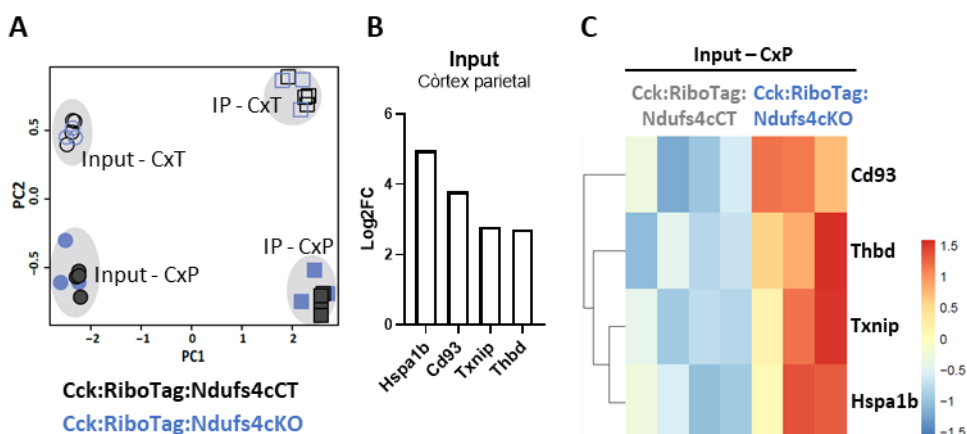 A
PC2
0.5
0.0
−0.5
IP - CxT
Input - CxT
Input - CxP
IP - CxP
−2
−1
0
1
2
PC1
Cck:RiboTag:Ndufs4cCT
Cck:RiboTag:Ndufs4cKO
B
Input
Còrtex parietal
Log2FC
6
4
2
0
Hspa1b
Cd93
Txnip
Thbd
C
Input – CxP
Cck:RiboTag:
Ndufs4cCT
Cck:RiboTag:
Ndufs4cKO
Cd93
Thbd
Txnip
Hspa1b
1.5
1
0.5
0
−0.5
−1
−1.5